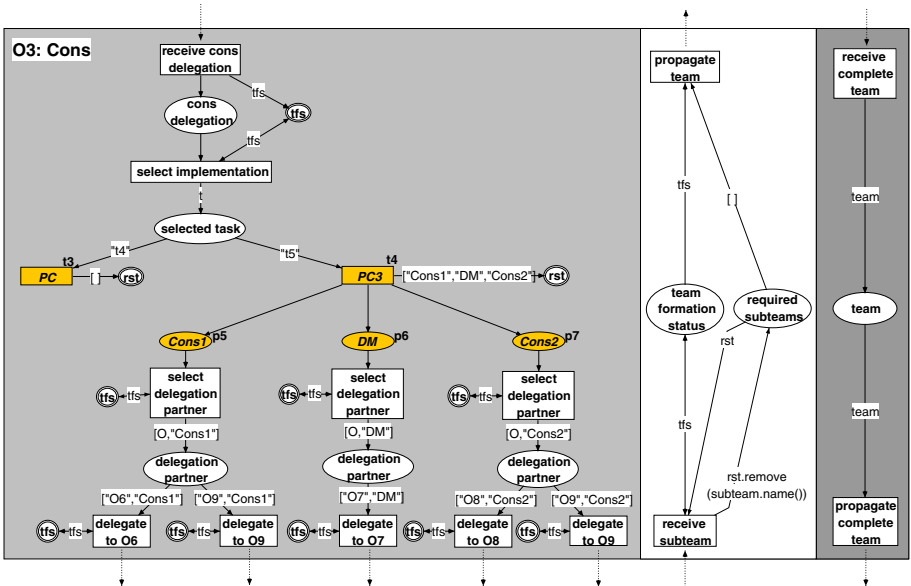 O3: Cons
receive cons
delegation
tfs
cons
delegation
tfs
tfs
select implementation
t
selected task
"t4"
"t5"
t3
PC
[ ]
rst
t4
PC3
["Cons1","DM","Cons2"]
rst
Cons1
p5
DM
p6
Cons2
p7
tfs
tfs
select
delegation
partner
tfs
tfs
select
delegation
partner
tfs
tfs
select
delegation
partner
[O,"Cons1"]
[O,"DM"]
[O,"Cons2"]
delegation
partner
delegation
partner
delegation
partner
["O6","Cons1"]
["O9","Cons1"]
["O7","DM"]
["O8","Cons2"]
["O9","Cons2"]
tfs
tfs
delegate
to O6
tfs
tfs
delegate
to O9
tfs
tfs
delegate
to O7
tfs
tfs
delegate
to O8
tfs
tfs
delegate
to O9
propagate
team
tfs
[ ]
team
formation
status
required
subteams
rst
tfs
rst.remove
(subteam.name())
receive
subteam
receive
complete
team
team
team
team
propagate
complete
team